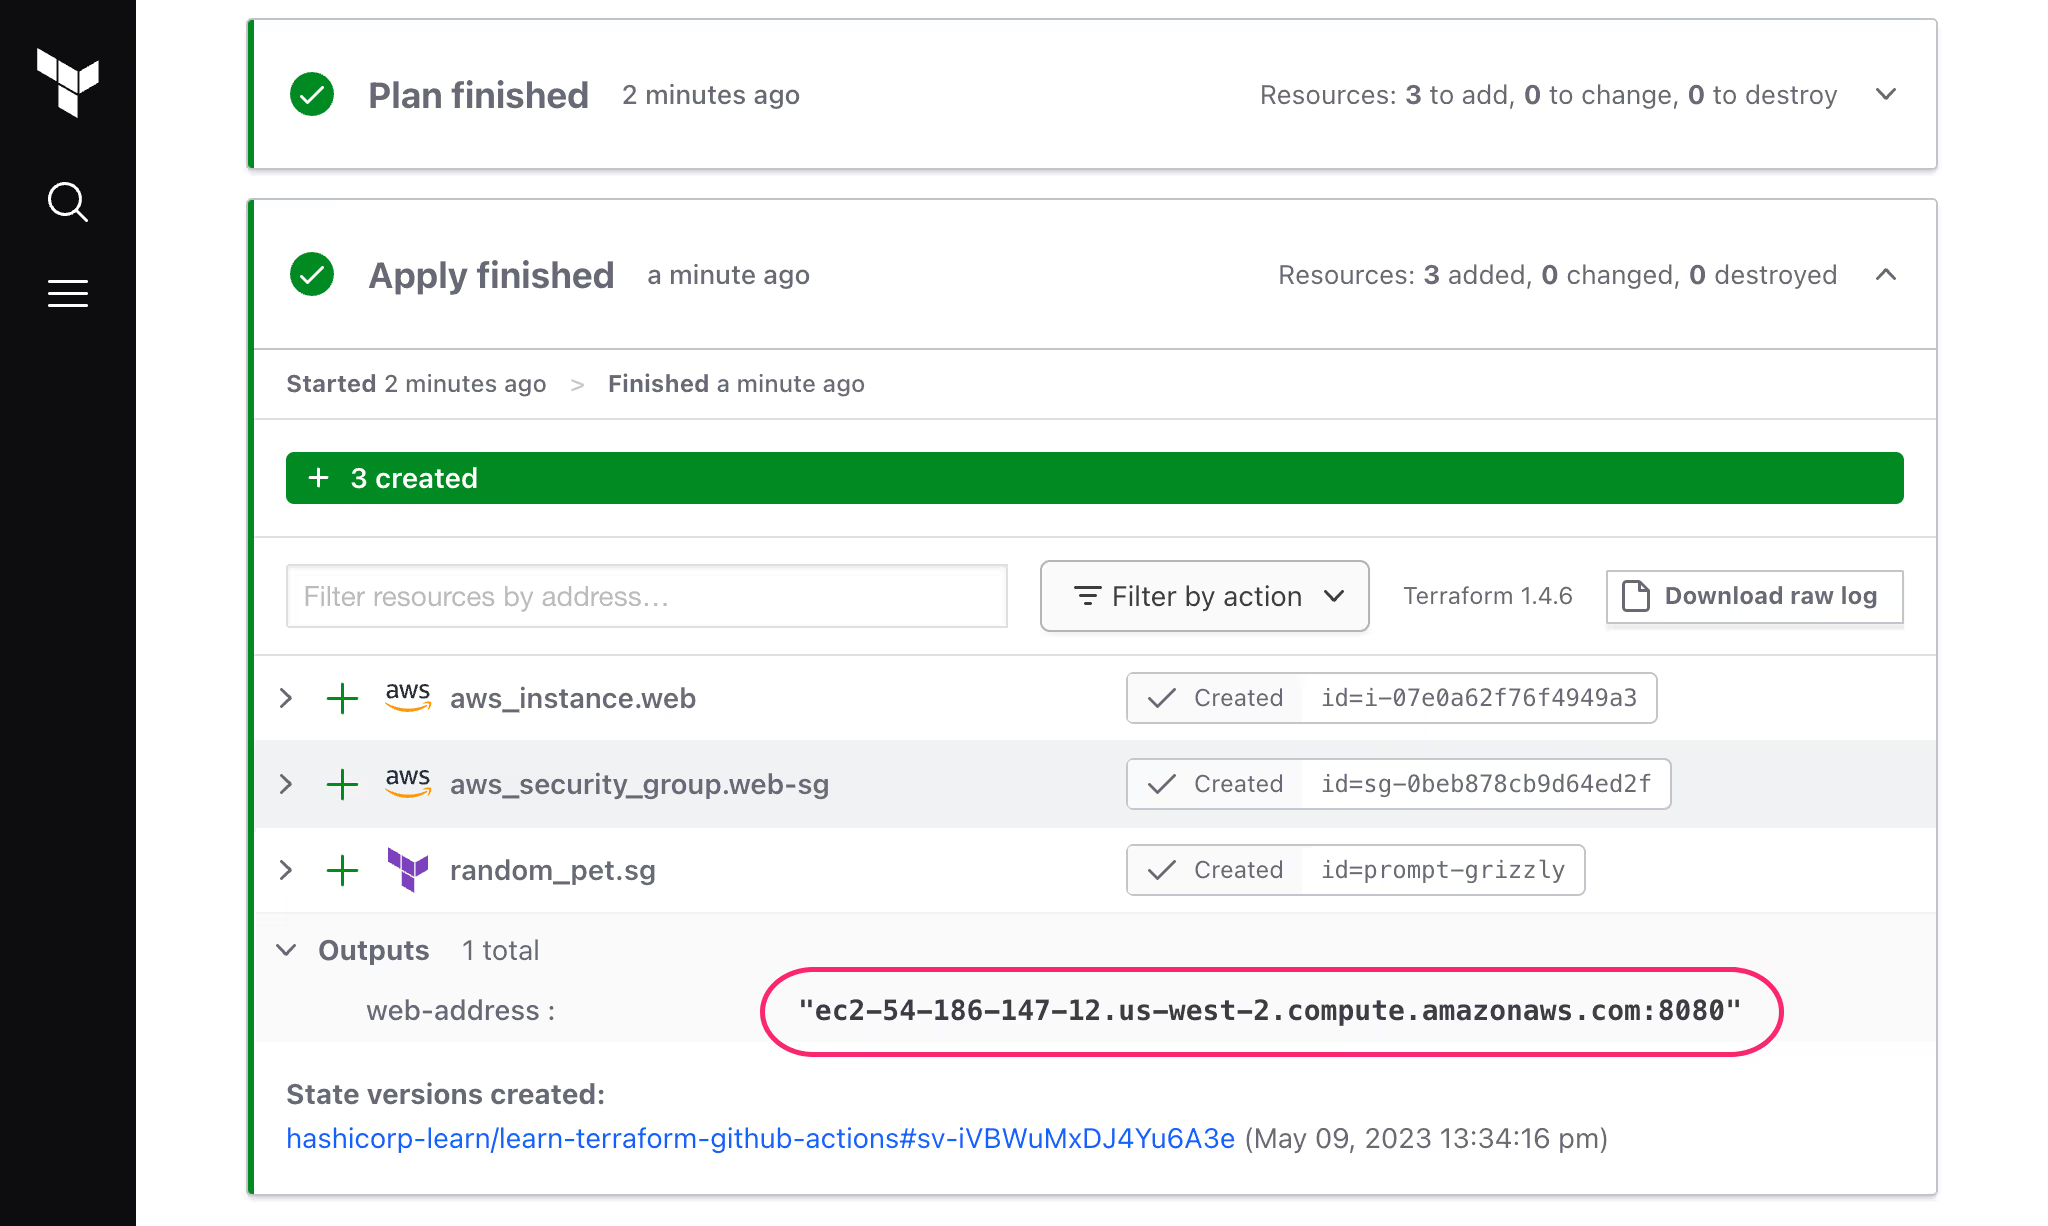 Plan finished 2 minutes ago Resources: 3 to add, 0 to change, 0 to destroy
Apply finished a minute ago Resources: 3 added, 0 changed, 0 destroyed
Started 2 minutes ago > Finished a minute ago
+ 3 created
Filter resources by address… Filter by action Terraform 1.4.6 Download raw log
aws aws_instance.web Created id=i-07e0a62f76f4949a3
aws aws_security_group.web-sg Created id=sg-0beb878cb9d64ed2f
random_pet.sg Created id=prompt-grizzly
Outputs 1 total
web-address : "ec2-54-186-147-12.us-west-2.compute.amazonaws.com:8080"
State versions created:
hashicorp-learn/learn-terraform-github-actions#sv-iVBWuMxDJ4Yu6A3e (May 09, 2023 13:34:16 pm)